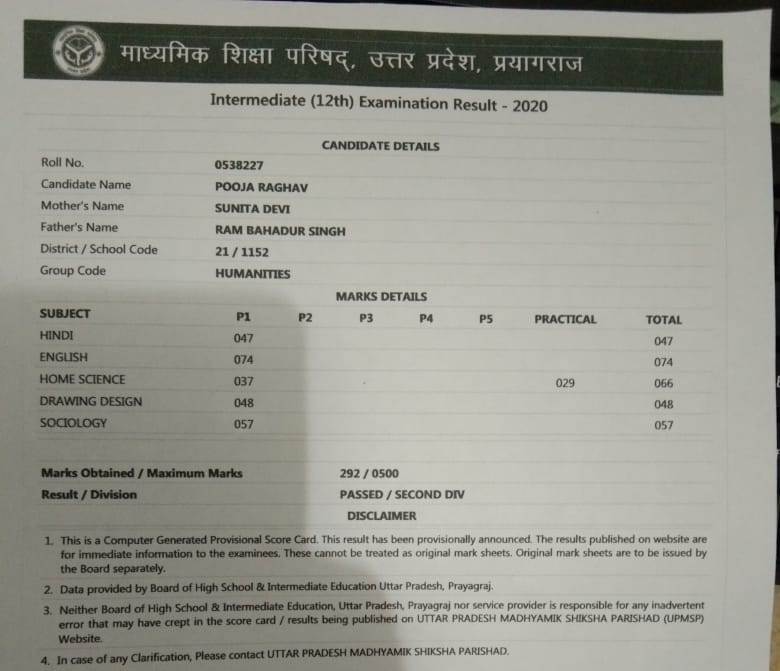 माध्यमिक शिक्षा परिषद्, उत्तर प्रदेश, प्रयागराज
Intermediate (12th) Examination Result - 2020
CANDIDATE DETAILS
Roll No. 0538227
Candidate Name POOJA RAGHAV
Mother's Name SUNITA DEVI
Father's Name RAM BAHADUR SINGH
District / School Code 21 / 1152
Group Code HUMANITIES
MARKS DETAILS
SUBJECT P1 P2 P3 P4 P5 PRACTICAL TOTAL
HINDI 047 047
ENGLISH 074 074
HOME SCIENCE 037 029 066
DRAWING DESIGN 048 048
SOCIOLOGY 057 057
Marks Obtained / Maximum Marks 292 / 0500
Result / Division PASSED / SECOND DIV
DISCLAIMER
1. This is a Computer Generated Provisional Score Card. This result has been provisionally announced. The results published on website are
for immediate information to the examinees. These cannot be treated as original mark sheets. Original mark sheets are to be issued by
the Board separately.
2. Data provided by Board of High School & Intermediate Education Uttar Pradesh, Prayagraj.
3. Neither Board of High School & Intermediate Education, Uttar Pradesh, Prayagraj nor service provider is responsible for any inadvertent
error that may have crept in the score card / results being published on UTTAR PRADESH MADHYAMIK SHIKSHA PARISHAD (UPMSP)
Website.
4. In case of any Clarification, Please contact UTTAR PRADESH MADHYAMIK SHIKSHA PARISHAD.